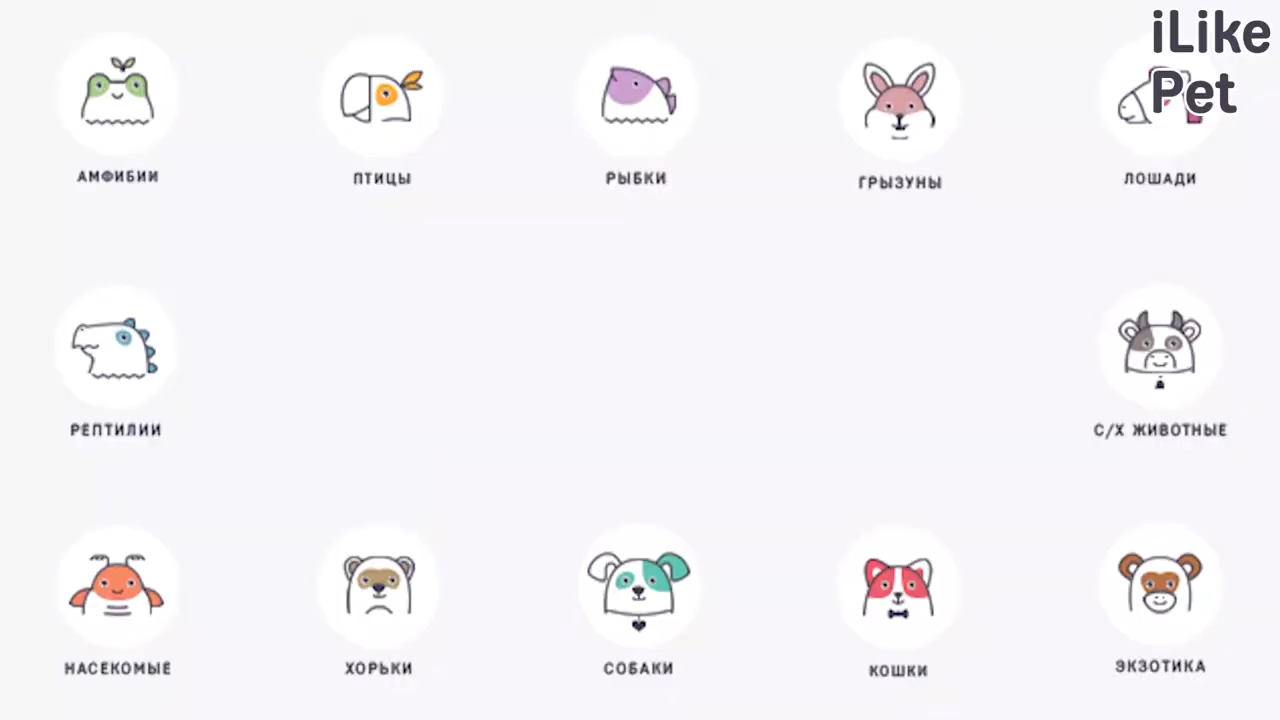 iLike
Pet
АМФИБИИ
ПТИЦЫ
РЫБКИ
ГРЫЗУНЫ
ЛОШАДИ
РЕПТИЛИИ
С/Х ЖИВОТНЫЕ
НАСЕКОМЫЕ
ХОРЬКИ
СОБАКИ
КОШКИ
ЭКЗОТИКА